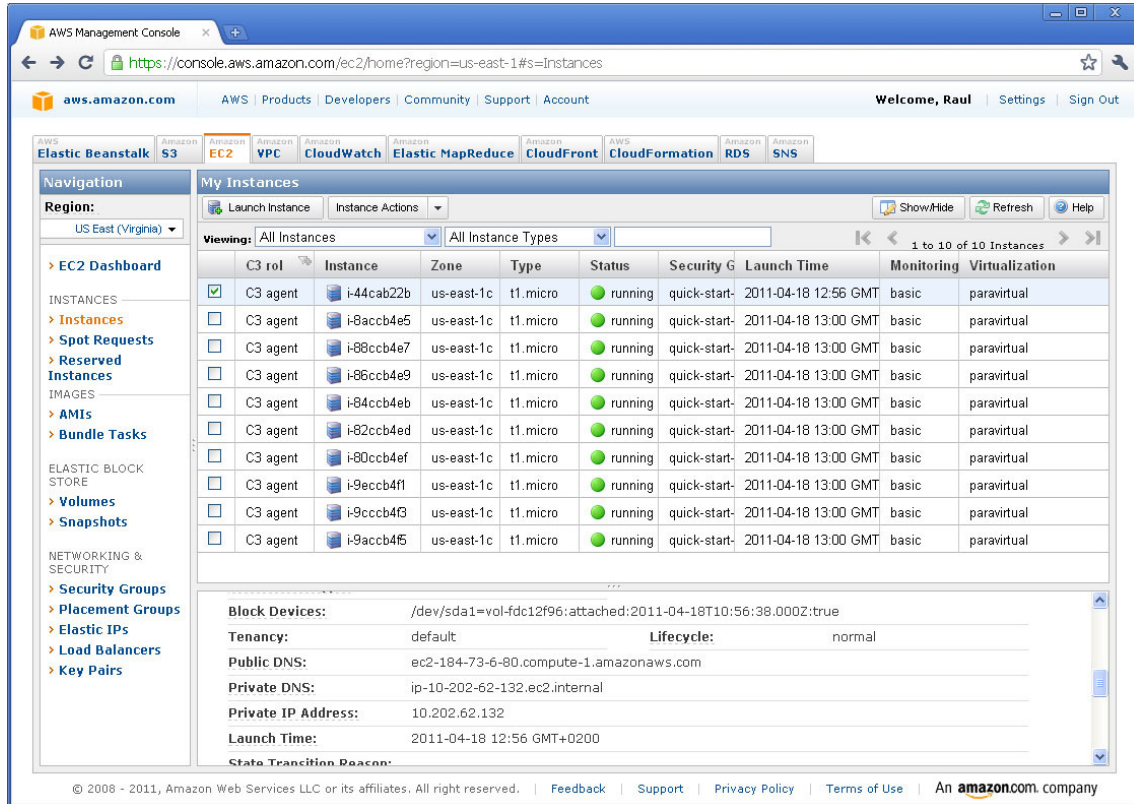 AWS Management Console
https://console.aws.amazon.com/ec2/home?region=us-east-1#s=Instances
aws.amazon.com AWS | Products | Developers | Community | Support | Account Welcome, Raul | Settings | Sign Out
AWS Elastic Beanstalk Amazon S3 Amazon EC2 Amazon VPC Amazon CloudWatch Amazon Elastic MapReduce Amazon CloudFront AWS CloudFormation Amazon RDS Amazon SNS
Navigation
Region:
US East (Virginia)
> EC2 Dashboard
INSTANCES
> Instances
> Spot Requests
> Reserved
Instances
IMAGES
> AMIs
> Bundle Tasks
ELASTIC BLOCK
STORE
> Volumes
> Snapshots
NETWORKING &
SECURITY
> Security Groups
> Placement Groups
> Elastic IPs
> Load Balancers
> Key Pairs
My Instances
Launch Instance Instance Actions Show/Hide Refresh Help
Viewing: All Instances All Instance Types 1 to 10 of 10 Instances
C3 rol Instance Zone Type Status Security G Launch Time Monitoring Virtualization
C3 agent i-44cab22b us-east-1c t1.micro running quick-start- 2011-04-18 12:56 GMT basic paravirtual
C3 agent i-8accb4e5 us-east-1c t1.micro running quick-start- 2011-04-18 13:00 GMT basic paravirtual
C3 agent i-88ccb4e7 us-east-1c t1.micro running quick-start- 2011-04-18 13:00 GMT basic paravirtual
C3 agent i-86ccb4e9 us-east-1c t1.micro running quick-start- 2011-04-18 13:00 GMT basic paravirtual
C3 agent i-84ccb4eb us-east-1c t1.micro running quick-start- 2011-04-18 13:00 GMT basic paravirtual
C3 agent i-82ccb4ed us-east-1c t1.micro running quick-start- 2011-04-18 13:00 GMT basic paravirtual
C3 agent i-80ccb4ef us-east-1c t1.micro running quick-start- 2011-04-18 13:00 GMT basic paravirtual
C3 agent i-9eccb4f1 us-east-1c t1.micro running quick-start- 2011-04-18 13:00 GMT basic paravirtual
C3 agent i-9cccb4f3 us-east-1c t1.micro running quick-start- 2011-04-18 13:00 GMT basic paravirtual
C3 agent i-9accb4f5 us-east-1c t1.micro running quick-start- 2011-04-18 13:00 GMT basic paravirtual
Block Devices: /dev/sda1=vol-fdc12f96:attached:2011-04-18T10:56:38.000Z:true
Tenancy: default Lifecycle: normal
Public DNS: ec2-184-73-6-80.compute-1.amazonaws.com
Private DNS: ip-10-202-62-132.ec2.internal
Private IP Address: 10.202.62.132
Launch Time: 2011-04-18 12:56 GMT+0200
State Transition Reason:
© 2008 - 2011, Amazon Web Services LLC or its affiliates. All right reserved. | Feedback | Support | Privacy Policy | Terms of Use | An amazon.com. company